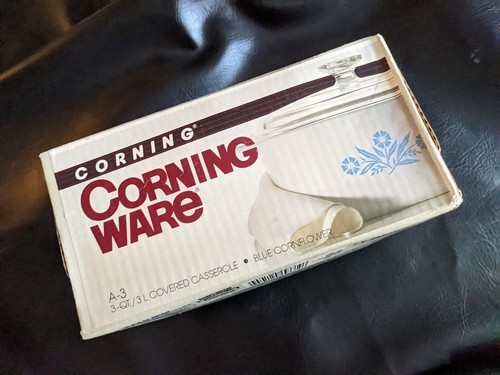 CORNING®
CORNING
WARE®
A-3
3-QT./3 L COVERED CASSEROLE • BLUE CORNFLOWER